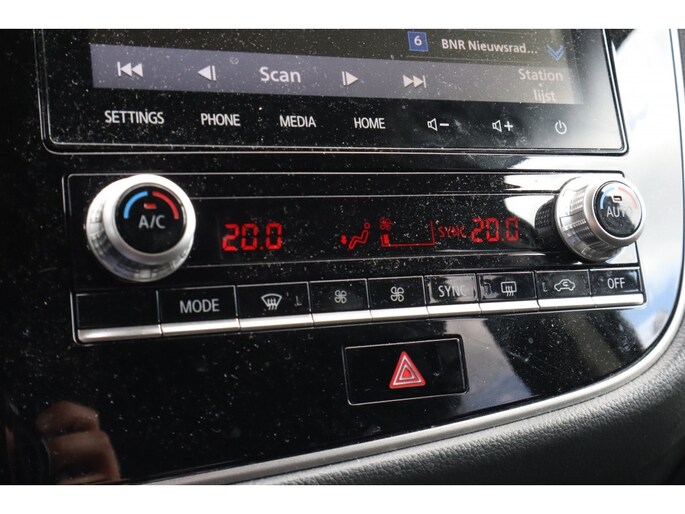 6 BNR Nieuwsrad...
Scan
Station
lijst
SETTINGS PHONE MEDIA HOME
A/C 20.0 SYNC 20.0 AUTO
MODE SYNC OFF